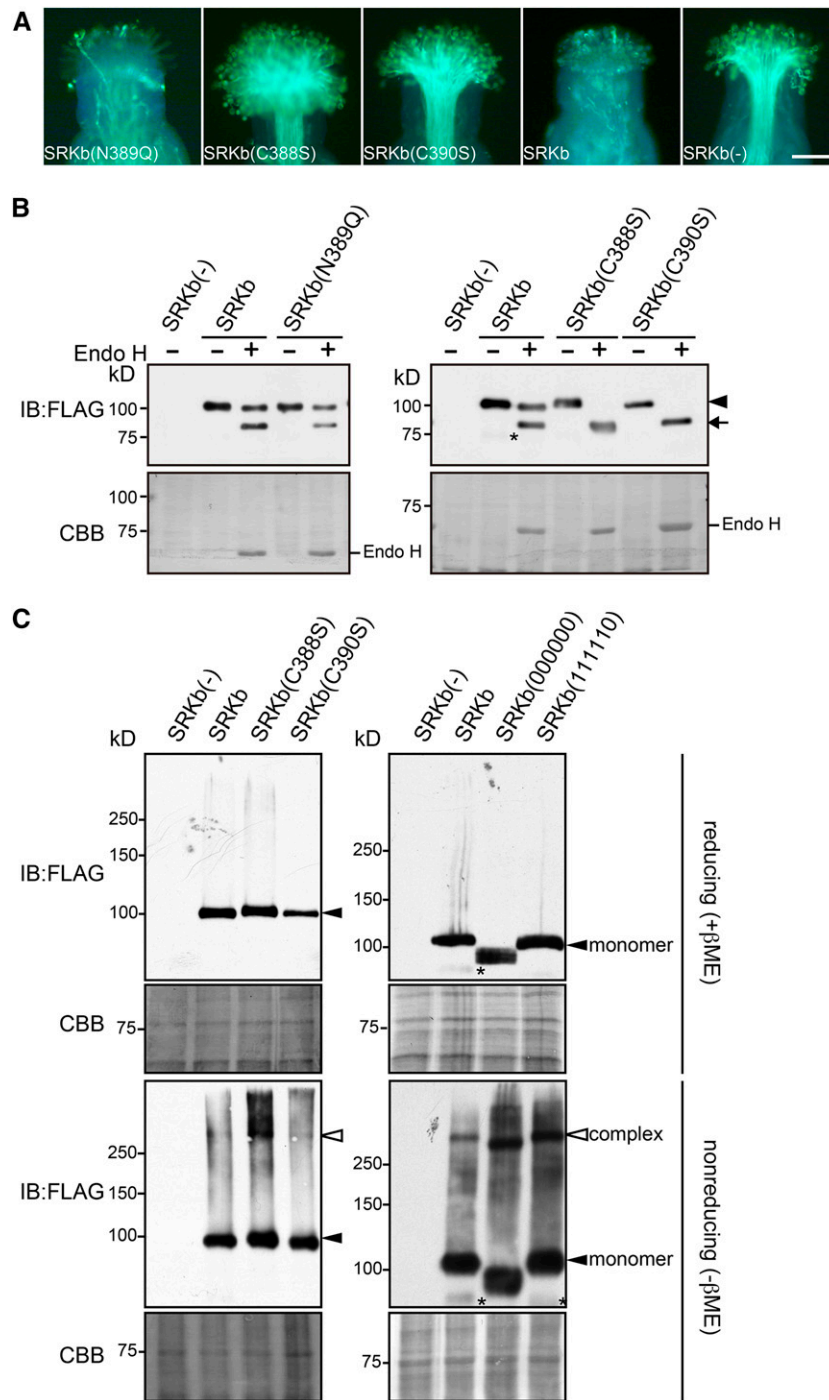 A
SRKb(N389Q) SRKb(C388S) SRKb(C390S) SRKb SRKb(-)
B
SRKb(-) SRKb SRKb(N389Q) SRKb(-) SRKb SRKb(C388S) SRKb(C390S)
Endo H - - + - + - - + - + - +
kD kD
IB:FLAG 100 75 100 75 *
CBB 100 75 Endo H 75 Endo H
C
SRKb(-) SRKb SRKb(C388S) SRKb(C390S) SRKb(-) SRKb SRKb(000000) SRKb(111110)
kD kD
IB:FLAG 250 150 100 250 150 100 * monomer
CBB 75 75
reducing (+βME)
IB:FLAG 250 150 100 250 150 100 complex monomer * *
CBB 75 75
nonreducing (-βME)